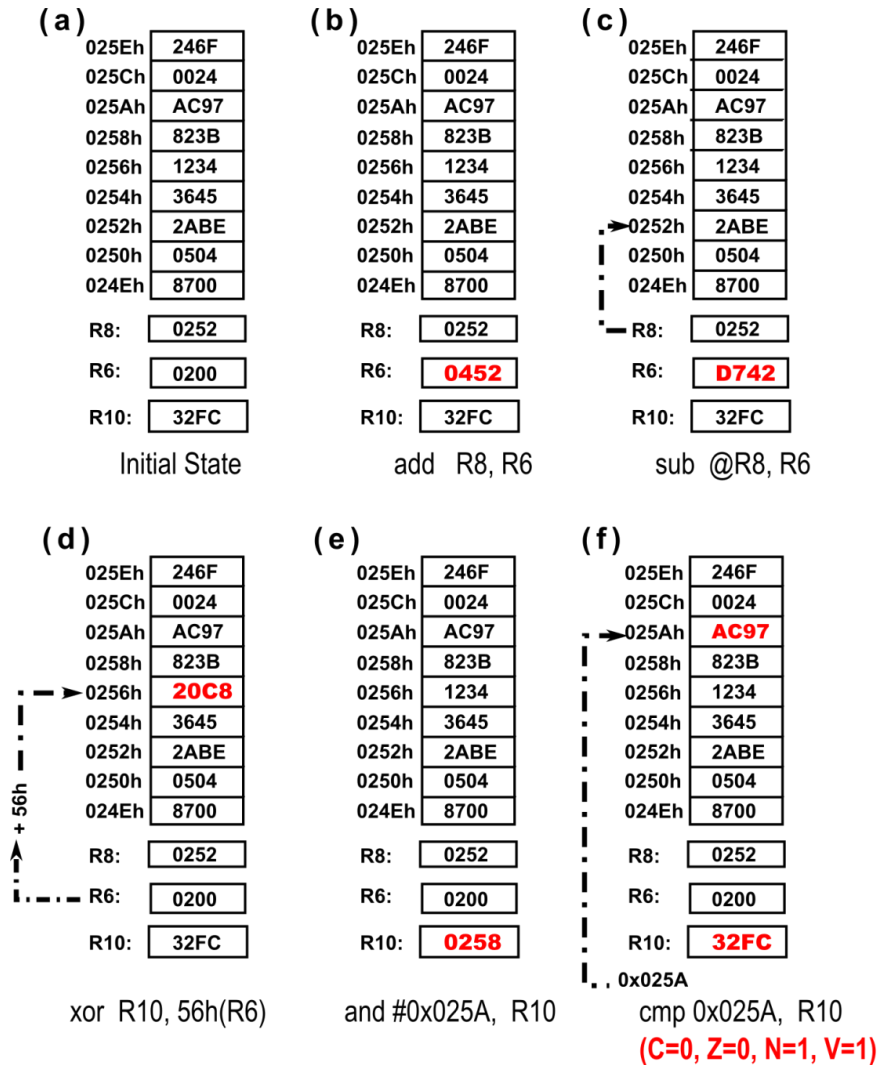 (a) (b) (c)
025Eh 246F 025Eh 246F 025Eh 246F
025Ch 0024 025Ch 0024 025Ch 0024
025Ah AC97 025Ah AC97 025Ah AC97
0258h 823B 0258h 823B 0258h 823B
0256h 1234 0256h 1234 0256h 1234
0254h 3645 0254h 3645 0254h 3645
0252h 2ABE 0252h 2ABE 0252h 2ABE
0250h 0504 0250h 0504 0250h 0504
024Eh 8700 024Eh 8700 024Eh 8700
R8: 0252 R8: 0252 R8: 0252
R6: 0200 R6: 0452 R6: D742
R10: 32FC R10: 32FC R10: 32FC
Initial State add R8, R6 sub @R8, R6
(d) (e) (f)
025Eh 246F 025Eh 246F 025Eh 246F
025Ch 0024 025Ch 0024 025Ch 0024
025Ah AC97 025Ah AC97 025Ah AC97
0258h 823B 0258h 823B 0258h 823B
0256h 20C8 0256h 1234 0256h 1234
0254h 3645 0254h 3645 0254h 3645
0252h 2ABE 0252h 2ABE 0252h 2ABE
0250h 0504 0250h 0504 0250h 0504
024Eh 8700 024Eh 8700 024Eh 8700
+ 56h
R8: 0252 R8: 0252 R8: 0252
R6: 0200 R6: 0200 R6: 0200
R10: 32FC R10: 0258 R10: 32FC
0x025A
xor R10, 56h(R6) and #0x025A, R10 cmp 0x025A, R10
(C=0, Z=0, N=1, V=1)